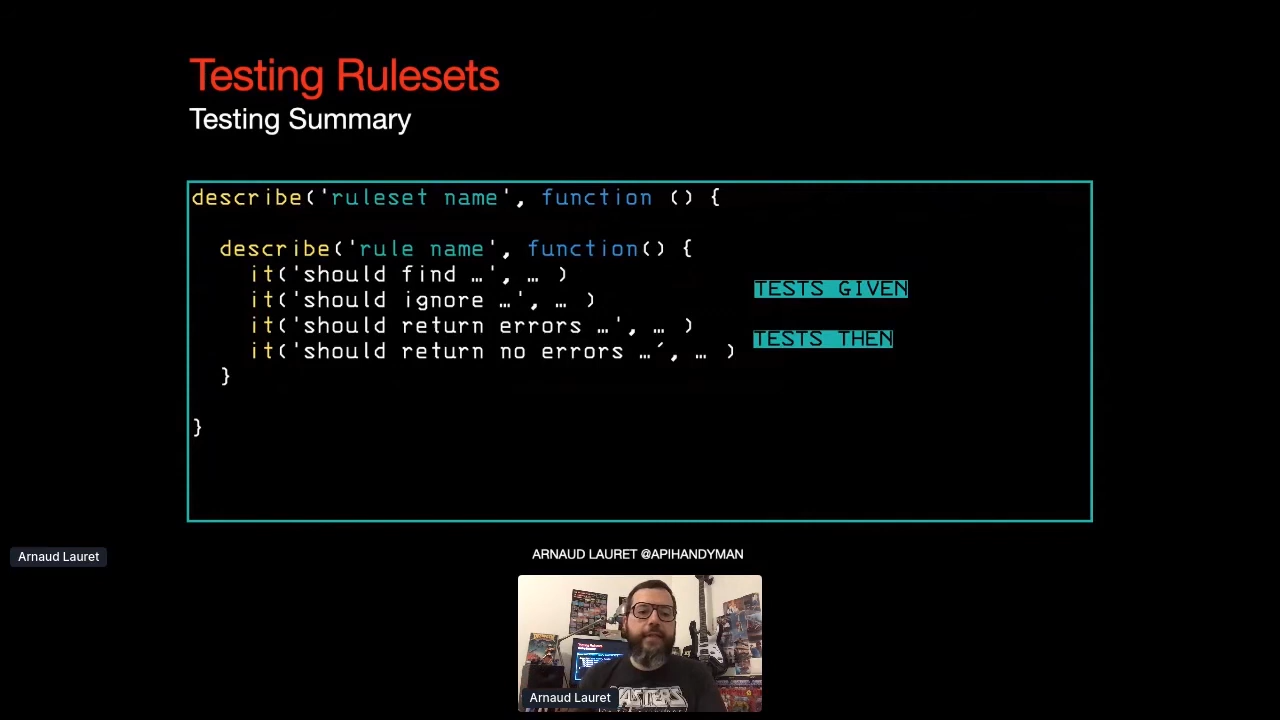 Testing Rulesets
Testing Summary
describe('ruleset name', function () {
describe('rule name', function() {
it('should find …', … )
it('should ignore …', … )
TESTS GIVEN
it('should return errors …', … )
TESTS THEN
it('should return no errors …´, … )
}
}
Arnaud Lauret
ARNAUD LAURET @APIHANDYMAN
Arnaud Lauret